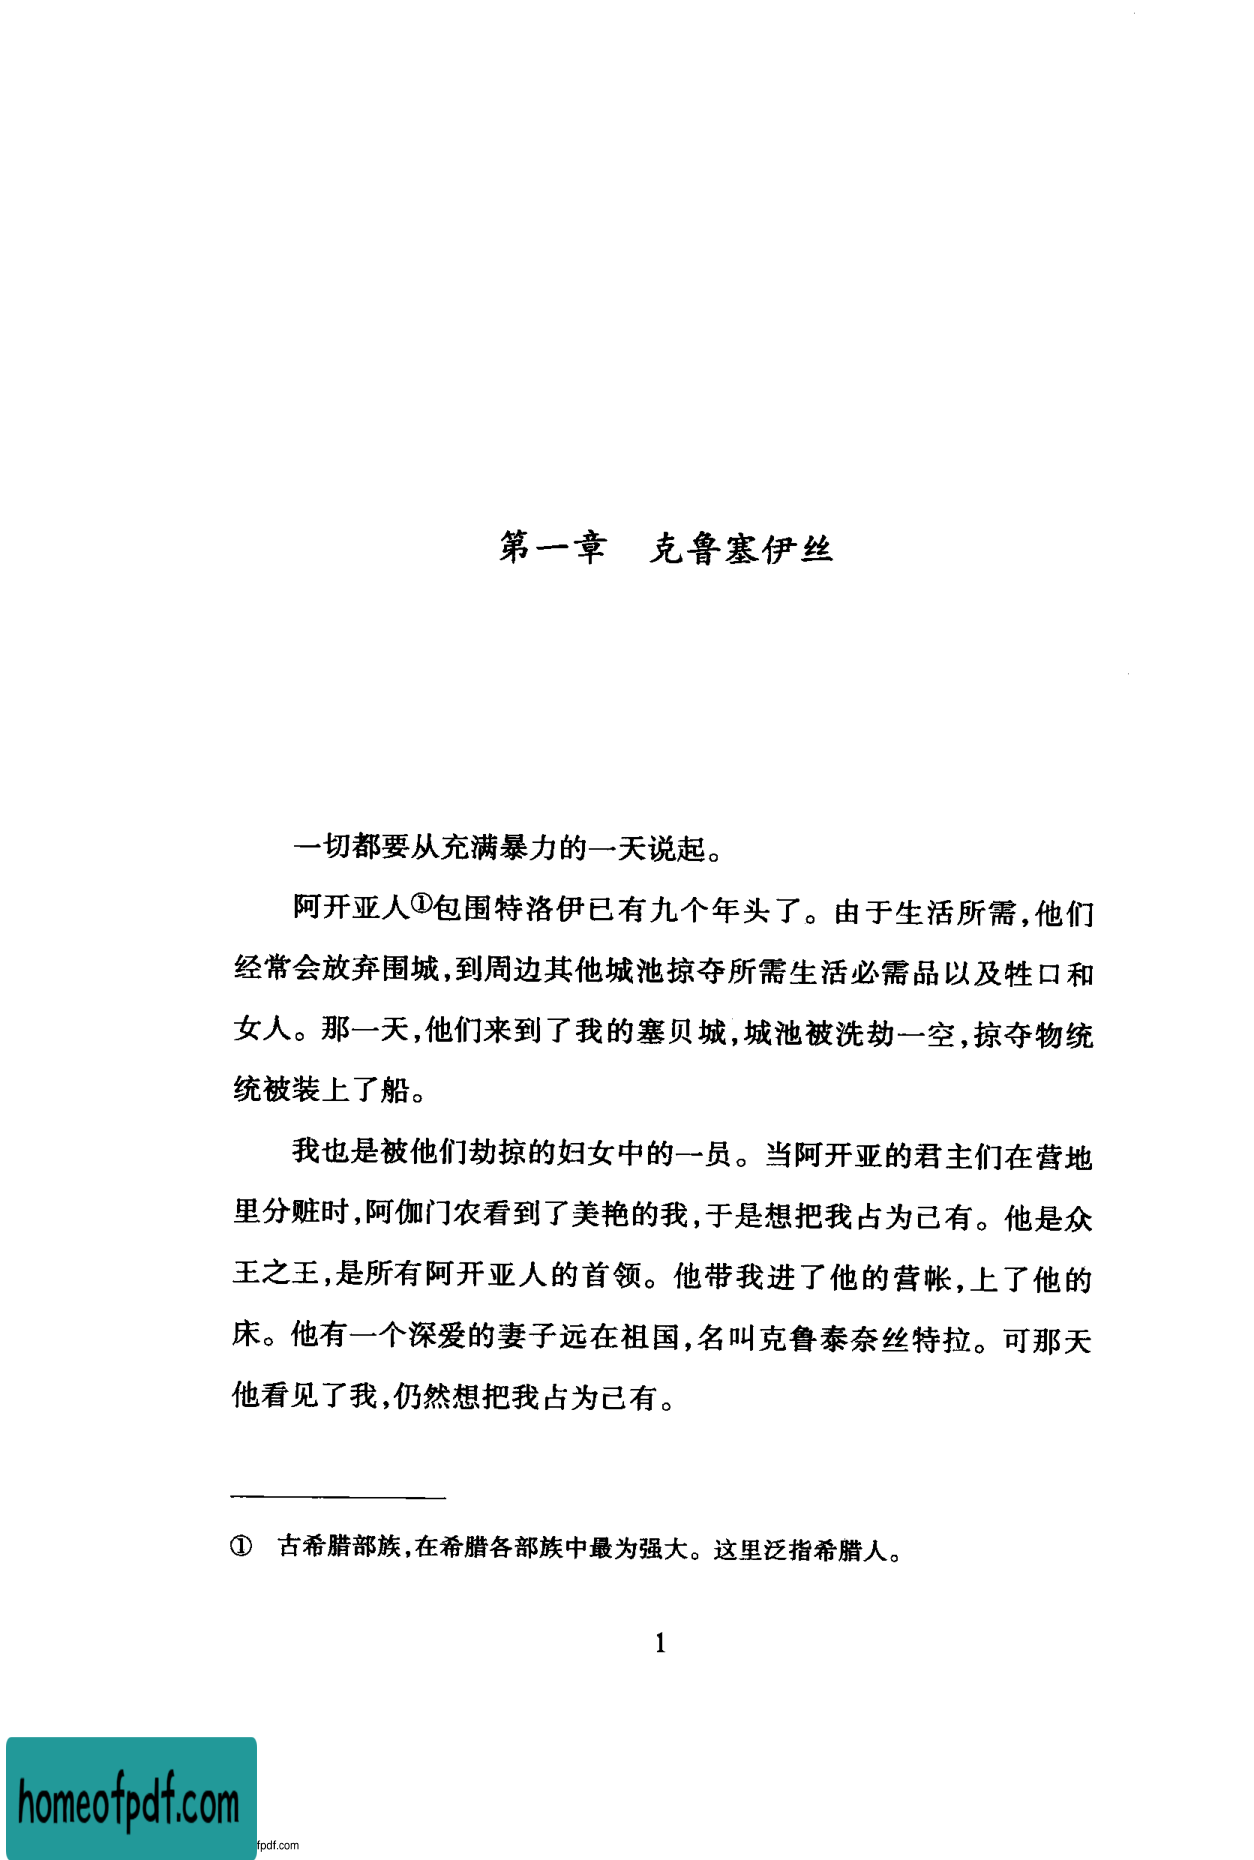 第一章 克鲁塞伊丝
一切都要从充满暴力的一天说起。
阿开亚人①包围特洛伊已有九个年头了。由于生活所需,他们
经常会放弃围城,到周边其他城池掠夺所需生活必需品以及牲口和
女人。那一天,他们来到了我的塞贝城,城池被洗劫一空,掠夺物统
统被装上了船。
我也是被他们劫掠的妇女中的一员。当阿开亚的君主们在营地
里分赃时,阿伽门农看到了美艳的我,于是想把我占为己有。他是众
王之王,是所有阿开亚人的首领。他带我进了他的营帐,上了他的
床。他有一个深爱的妻子远在祖国,名叫克鲁泰奈丝特拉。可那天
他看见了我,仍然想把我占为己有。
① 古希腊部族,在希腊各部族中最为强大。这里泛指希腊人。
1
homeofpdf.com
fpdf.com